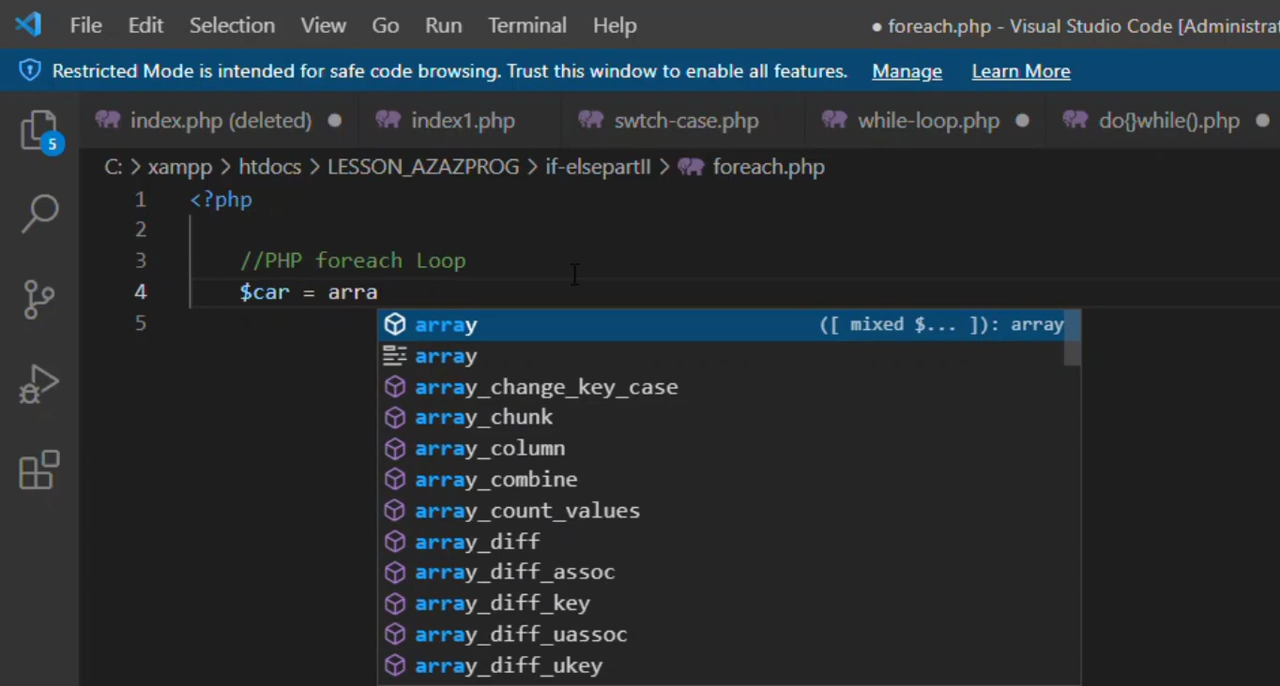 File Edit Selection View Go Run Terminal Help ● foreach.php - Visual Studio Code [Administrat
Restricted Mode is intended for safe code browsing. Trust this window to enable all features. Manage Learn More
index.php (deleted) index1.php swtch-case.php while-loop.php do{}while().php
5
C: > xampp > htdocs > LESSON_AZAZPROG > if-elsepartII > foreach.php
1 <?php
2
3 //PHP foreach Loop
4 $car = arra
5
array ([ mixed $... ]): array
array
array_change_key_case
array_chunk
array_column
array_combine
array_count_values
array_diff
array_diff_assoc
array_diff_key
array_diff_uassoc
array_diff_ukey